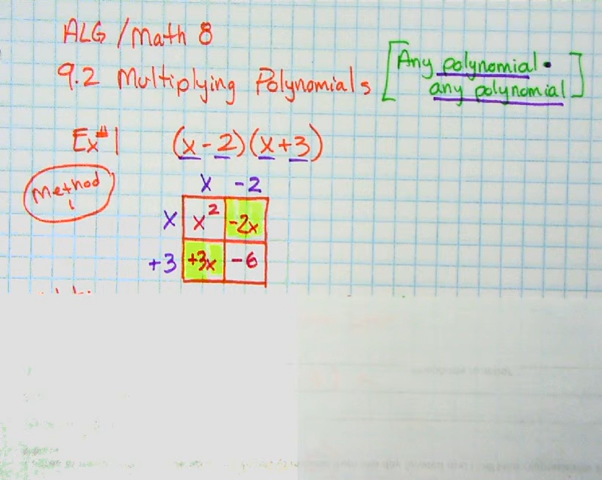 ALG / Math 8
9.2 Multiplying Polynomials [Any polynomial •
any polynomial]
Ex #1 (x - 2)(x + 3)
Method
1
x -2
x x² -2x
+3 +3x -6